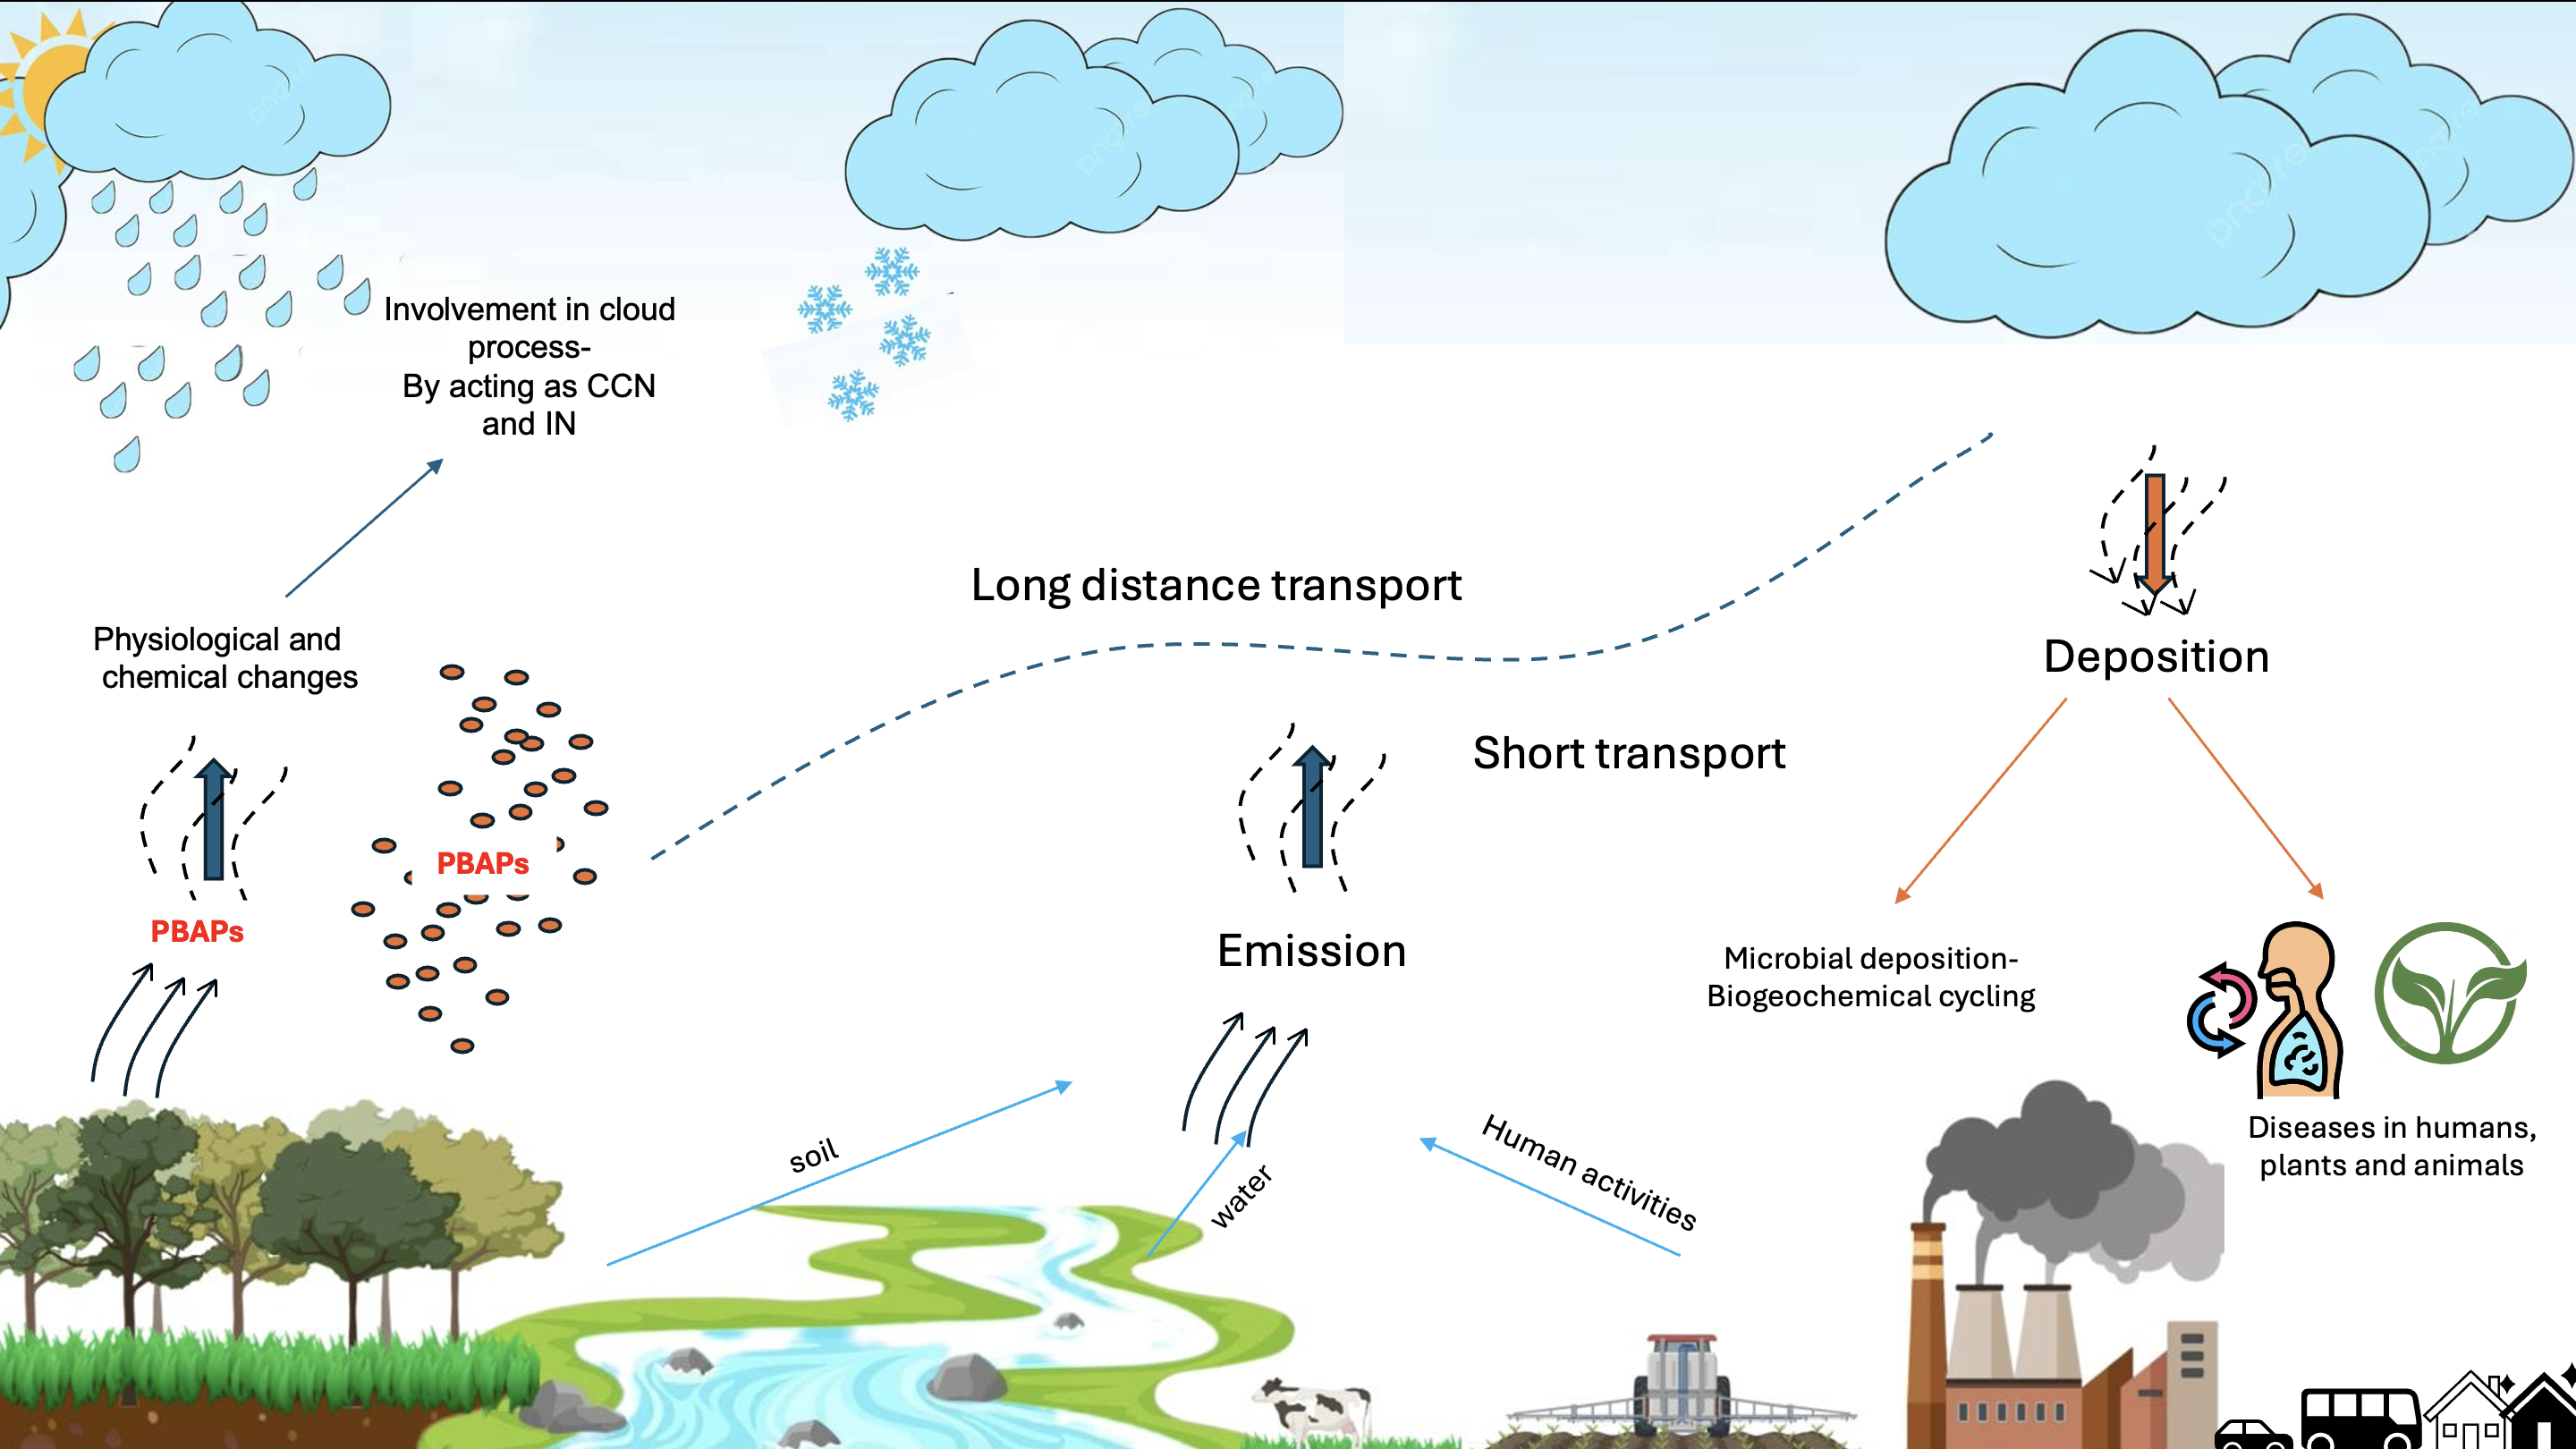 Involvement in cloud
process-
By acting as CCN
and IN
Long distance transport
Physiological and
chemical changes
Deposition
Short transport
PBAPs
PBAPs
Emission
Microbial deposition-
Biogeochemical cycling
soil
water
Human activities
Diseases in humans,
plants and animals